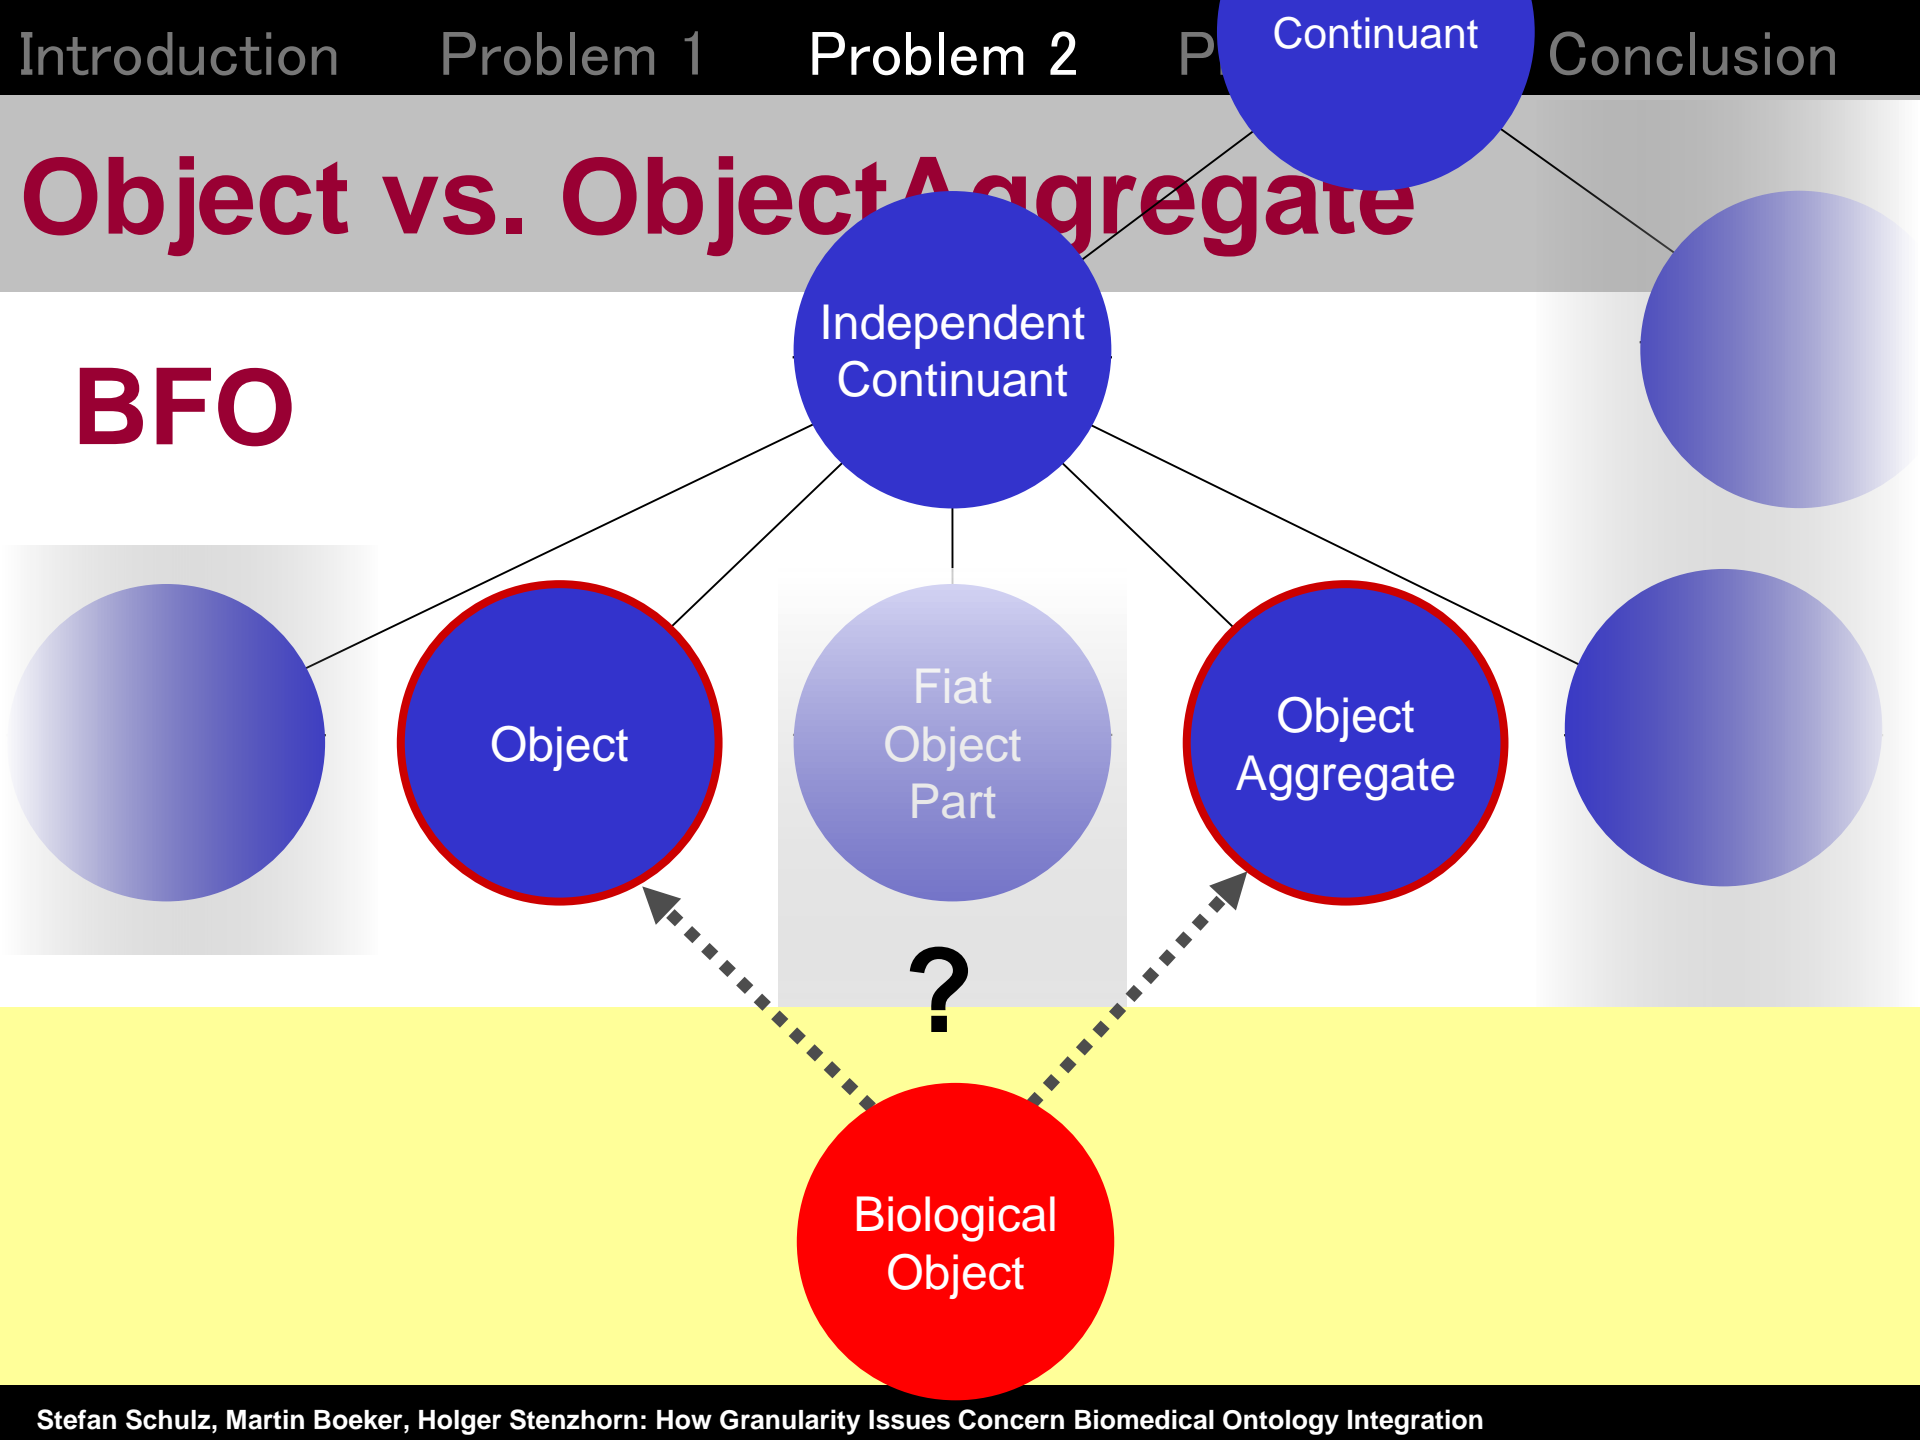 Introduction Problem 1 Problem 2 P Conclusion
Continuant
Object vs. ObjectAggregate
Independent
Continuant
BFO
Object
Fiat
Object
Part
Object
Aggregate
?
Biological
Object
Stefan Schulz, Martin Boeker, Holger Stenzhorn: How Granularity Issues Concern Biomedical Ontology Integration